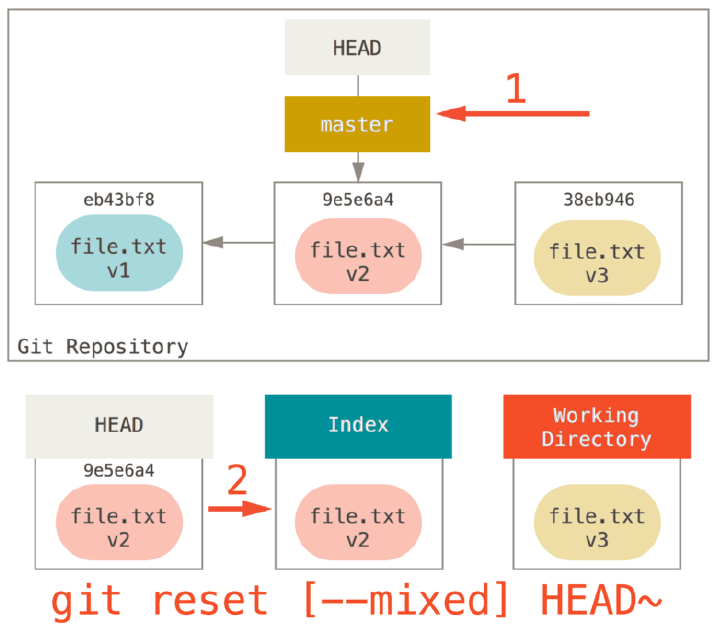 HEAD
1
master
eb43bf8
9e5e6a4
38eb946
file.txt
v1
file.txt
v2
file.txt
v3
Git Repository
HEAD
Index
Working
Directory
9e5e6a4
2
file.txt
v2
file.txt
v2
file.txt
v3
git reset [--mixed] HEAD~